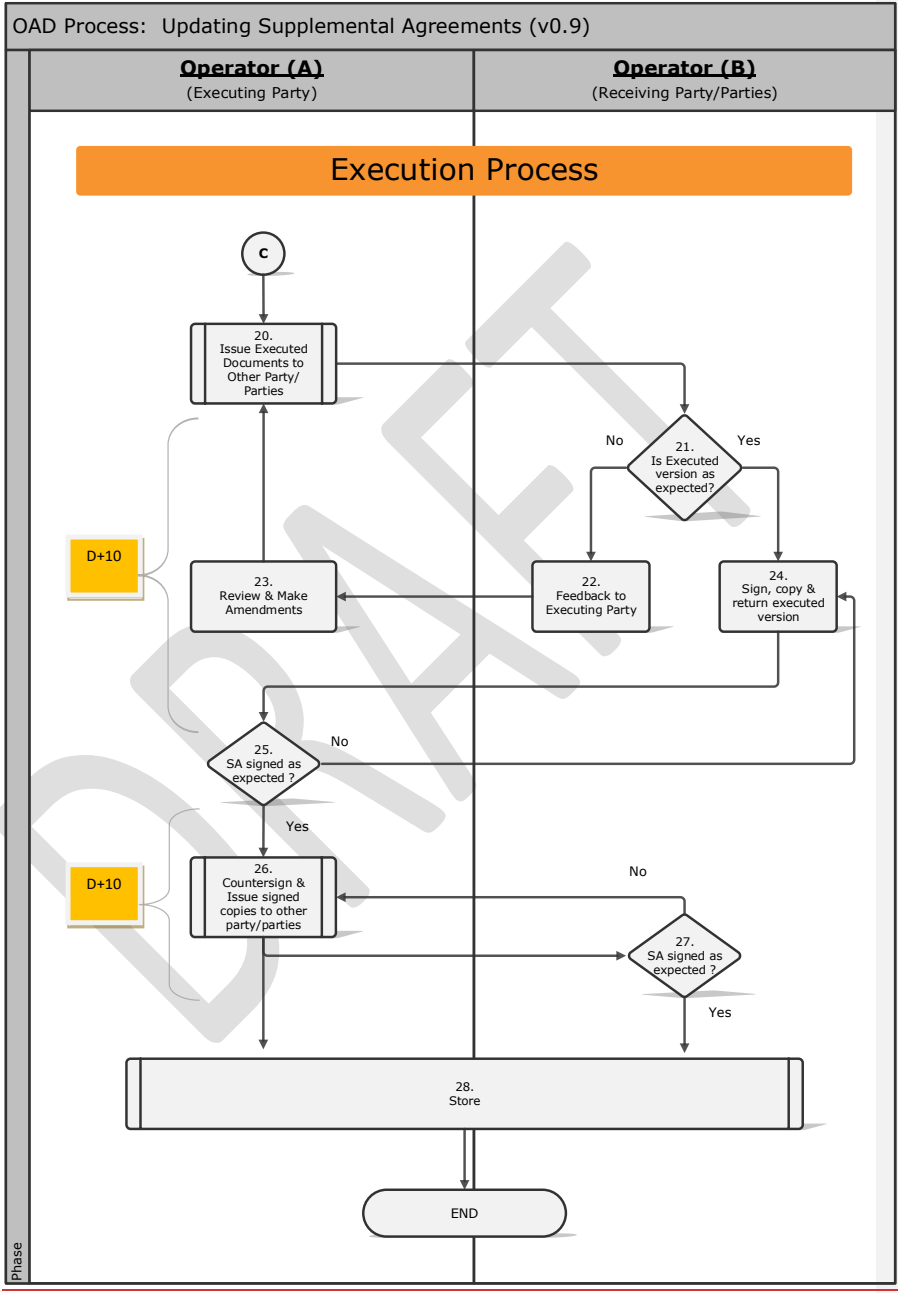 OAD Process:  Updating Supplemental Agreements (v0.9)
Operator (A)
(Executing Party)
Operator (B)
(Receiving Party/Parties)
Execution Process
C
20.
Issue Executed
Documents to
Other Party/
Parties
No
Yes
21.
Is Executed
version as
expected?
D+10
23.
Review & Make
Amendments
22.
Feedback to
Executing Party
24.
Sign, copy &
return executed
version
25.
SA signed as
expected ?
No
Yes
D+10
26.
Countersign &
Issue signed
copies to other
party/parties
No
27.
SA signed as
expected ?
Yes
28.
Store
END
Phase
DRAFT